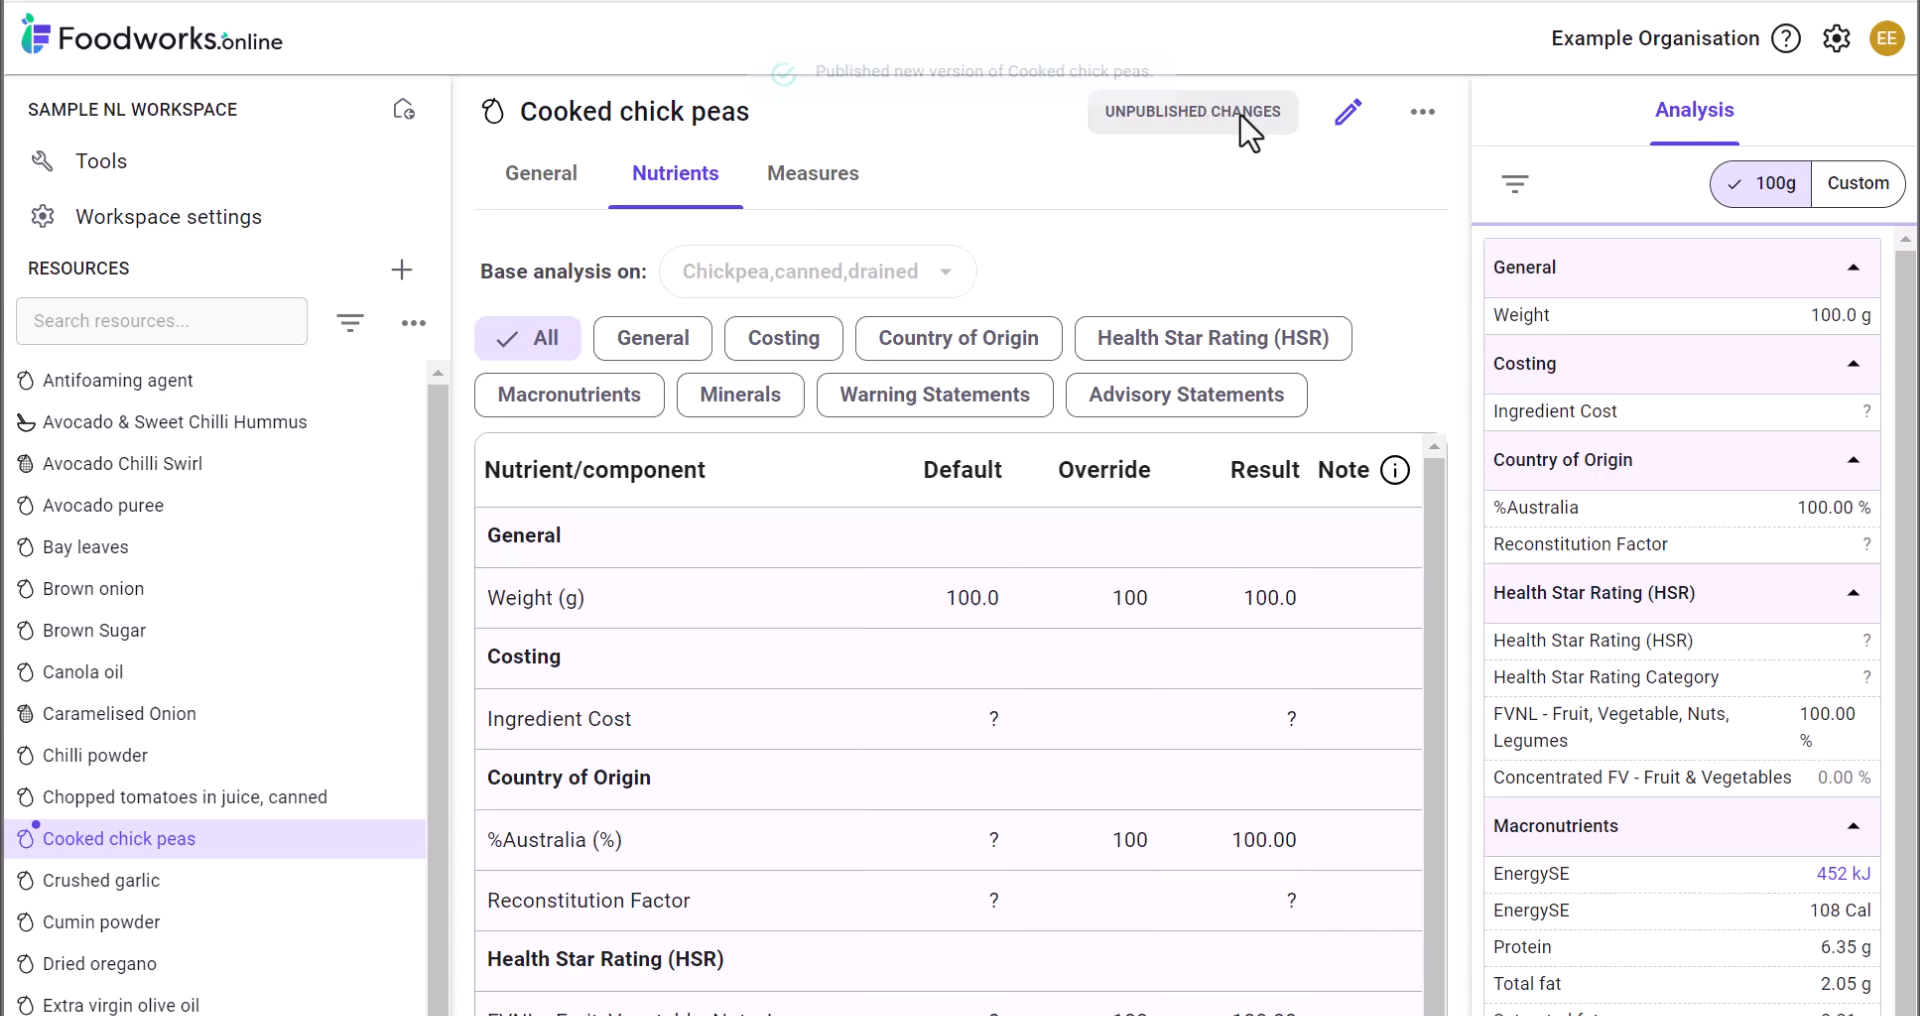 Foodworks.online
Example Organisation
EE
Published new version of Cooked chick peas.
SAMPLE NL WORKSPACE
Tools
Workspace settings
RESOURCES
Search resources...
Antifoaming agent
Avocado & Sweet Chilli Hummus
Avocado Chilli Swirl
Avocado puree
Bay leaves
Brown onion
Brown Sugar
Canola oil
Caramelised Onion
Chilli powder
Chopped tomatoes in juice, canned
Cooked chick peas
Crushed garlic
Cumin powder
Dried oregano
Extra virgin olive oil
Cooked chick peas
UNPUBLISHED CHANGES
General Nutrients Measures
Base analysis on: Chickpea,canned,drained
All General Costing Country of Origin Health Star Rating (HSR)
Macronutrients Minerals Warning Statements Advisory Statements
Nutrient/component Default Override Result Note
General
Weight (g) 100.0 100 100.0
Costing
Ingredient Cost ? ?
Country of Origin
%Australia (%) ? 100 100.00
Reconstitution Factor ? ?
Health Star Rating (HSR)
Analysis
100g Custom
General
Weight 100.0 g
Costing
Ingredient Cost ?
Country of Origin
%Australia 100.00 %
Reconstitution Factor ?
Health Star Rating (HSR)
Health Star Rating (HSR) ?
Health Star Rating Category ?
FVNL - Fruit, Vegetable, Nuts, 100.00
Legumes %
Concentrated FV - Fruit & Vegetables 0.00 %
Macronutrients
EnergySE 452 kJ
EnergySE 108 Cal
Protein 6.35 g
Total fat 2.05 g